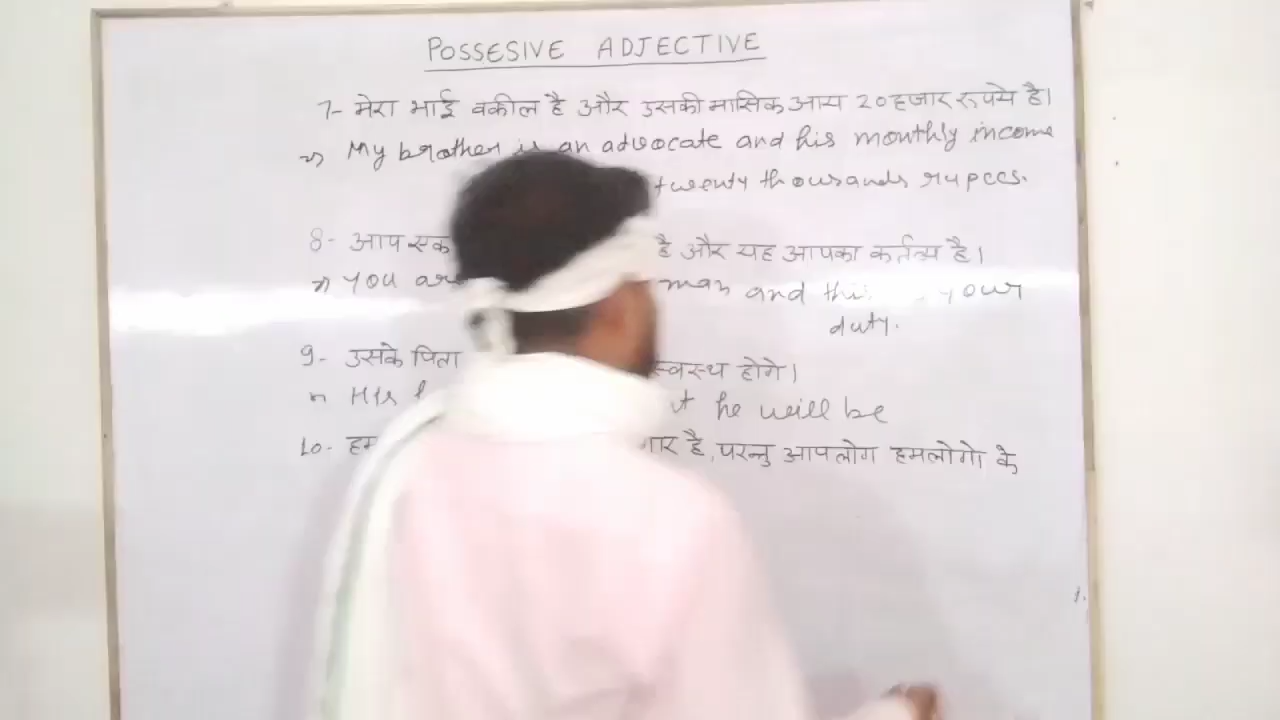 POSSESIVE ADJECTIVE
7- मेरा भाई वकील है और उसकी मासिक आय 20 हजार रूपये है।
My brother is an advocate and his monthly income
twenty thousands rupees.
8- आप एक है और यह आपका कर्तव्य है।
You are man and this your
duty.
9- उसके पिता स्वस्थ होगे।
His he will be
10- हम है, परन्तु आपलोग हमलोगो के